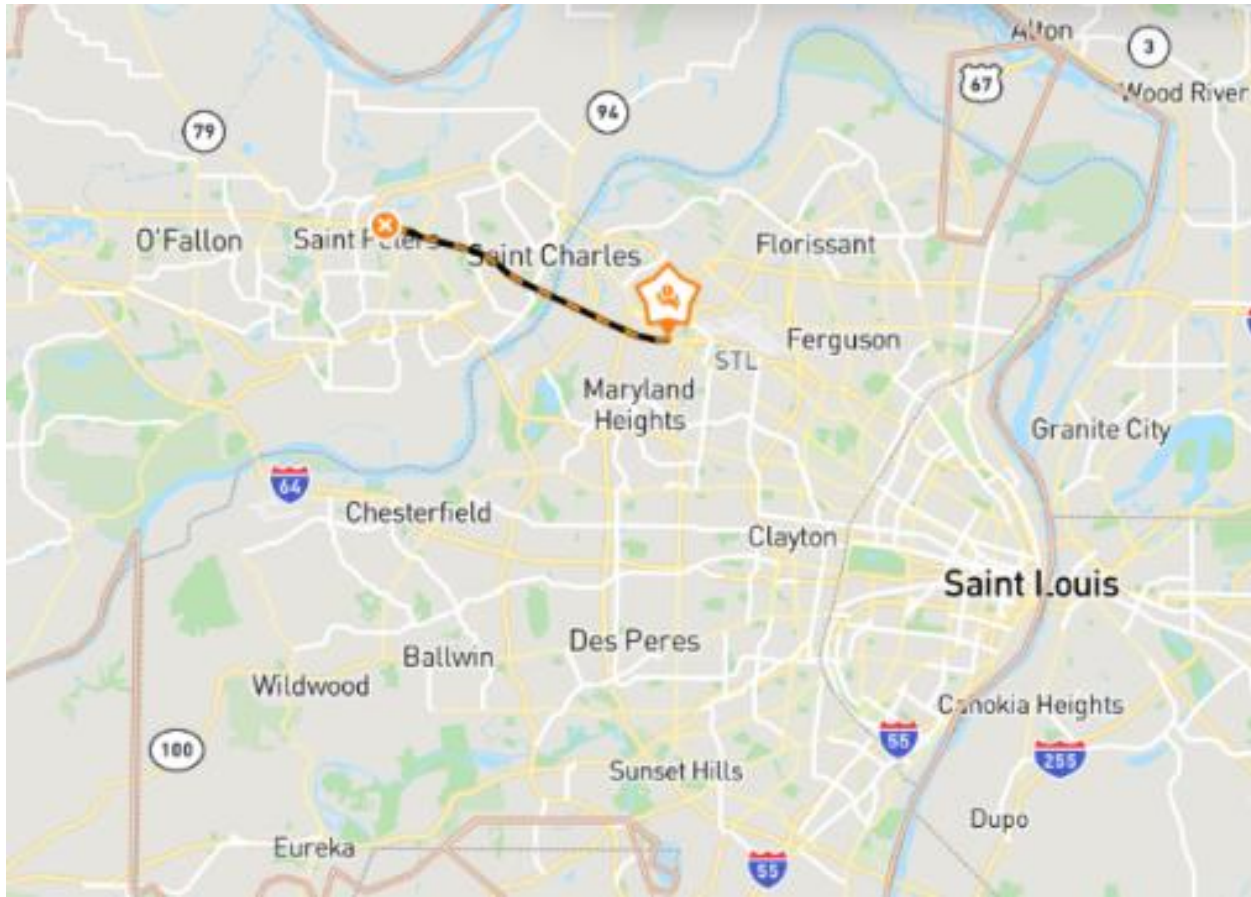 Alton
3
67
Wood River
94
79
O'Fallon
Saint Peters
Saint Charles
Florissant
Ferguson
STL
Maryland
Heights
Granite City
64
Chesterfield
Clayton
Saint Louis
Des Peres
Ballwin
Wildwood
Cahokia Heights
100
55
255
Sunset Hills
Dupo
Eureka
55